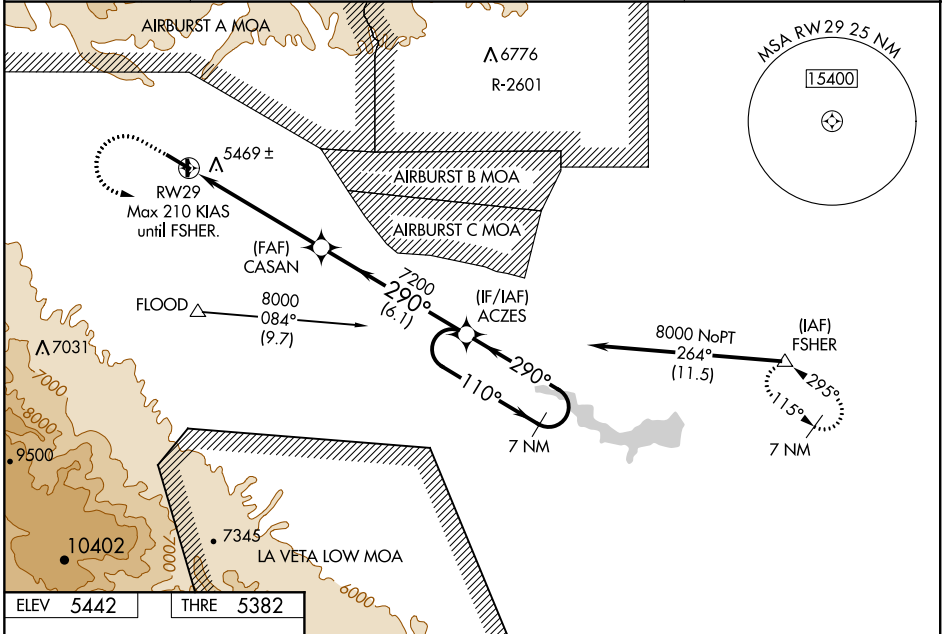 AIRBURST A MOA
6776
R-2601
MSA RW29 25 NM
15400
5469 ±
RW29
Max 210 KIAS
until FSHER.
AIRBURST B MOA
AIRBURST C MOA
(FAF)
CASAN
7200
290°
(6.1)
(IF/IAF)
ACZES
FLOOD
8000
084°
(9.7)
8000 NoPT
264°
(11.5)
(IAF)
FSHER
7031
7000
8000
290°
110°
7 NM
295°
115°
7 NM
9500
10402
7000
7345
LA VETA LOW MOA
6000
ELEV 5442
THRE 5382